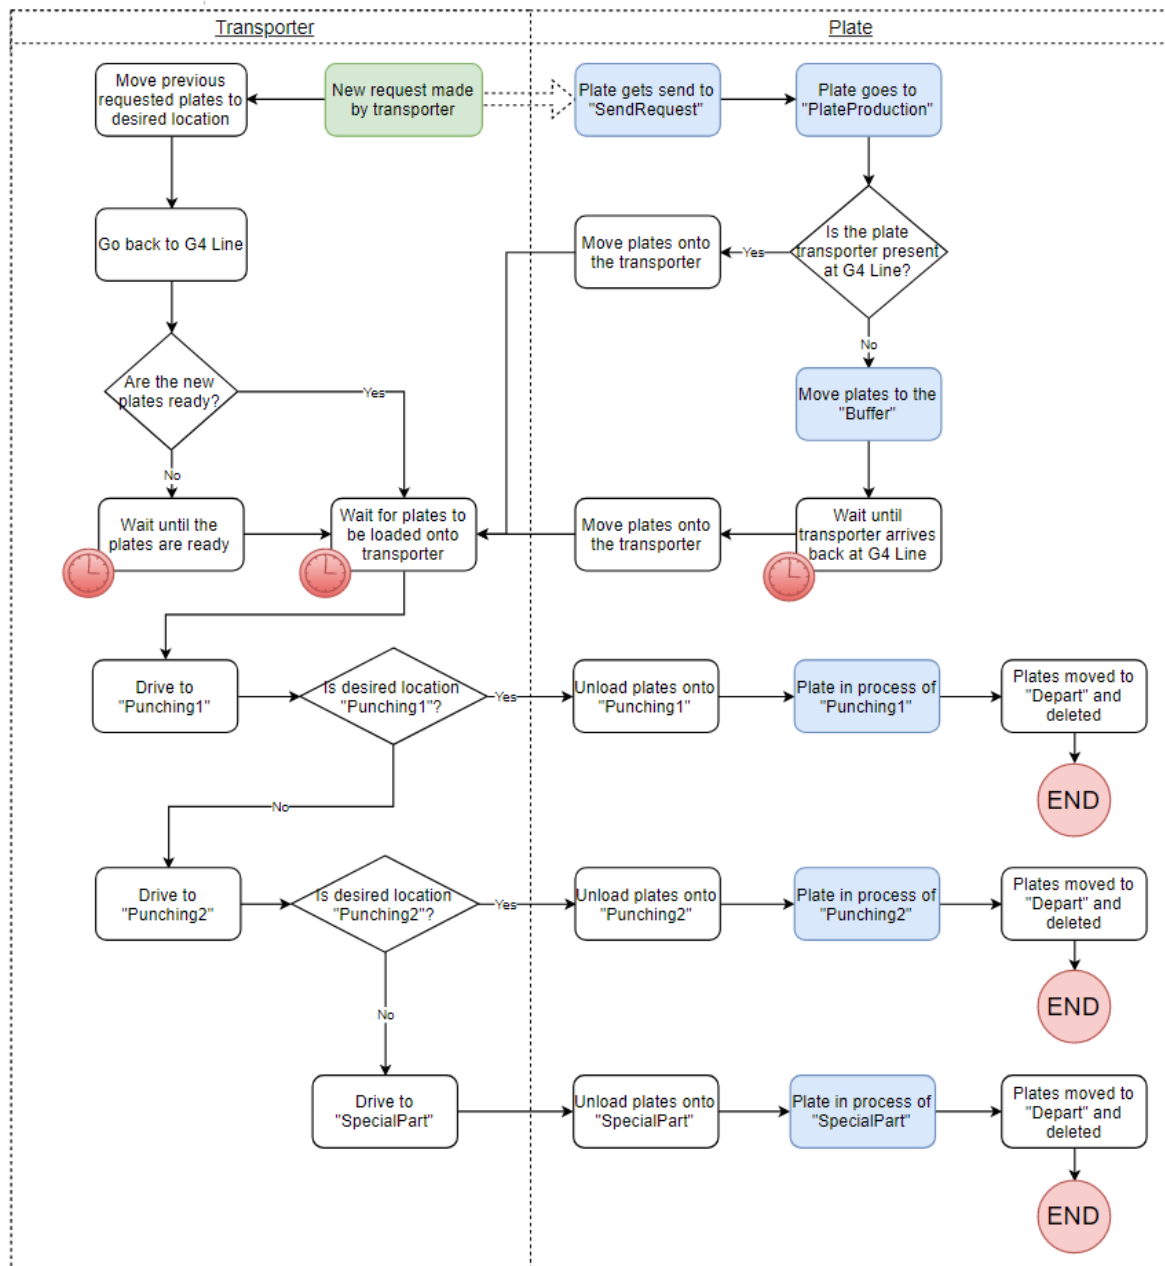 Transporter
Plate
Move previous
requested plates to
desired location
New request made
by transporter
Plate gets send to
"SendRequest"
Plate goes to
"PlateProduction"
Go back to G4 Line
Move plates onto
the transporter
Yes
Is the plate
transporter present
at G4 Line?
No
Are the new
plates ready?
Yes
Move plates to the
"Buffer"
No
Wait until the
plates are ready
Wait for plates to
be loaded onto
transporter
Move plates onto
the transporter
Wait until
transporter arrives
back at G4 Line
Drive to
"Punching1"
Is desired location
"Punching1"?
Yes
Unload plates onto
"Punching1"
Plate in process of
"Punching1"
Plates moved to
"Depart" and
deleted
END
No
Drive to
"Punching2"
Is desired location
"Punching2"?
Yes
Unload plates onto
"Punching2"
Plate in process of
"Punching2"
Plates moved to
"Depart" and
deleted
END
No
Drive to
"SpecialPart"
Unload plates onto
"SpecialPart"
Plate in process of
"SpecialPart"
Plates moved to
"Depart" and
deleted
END